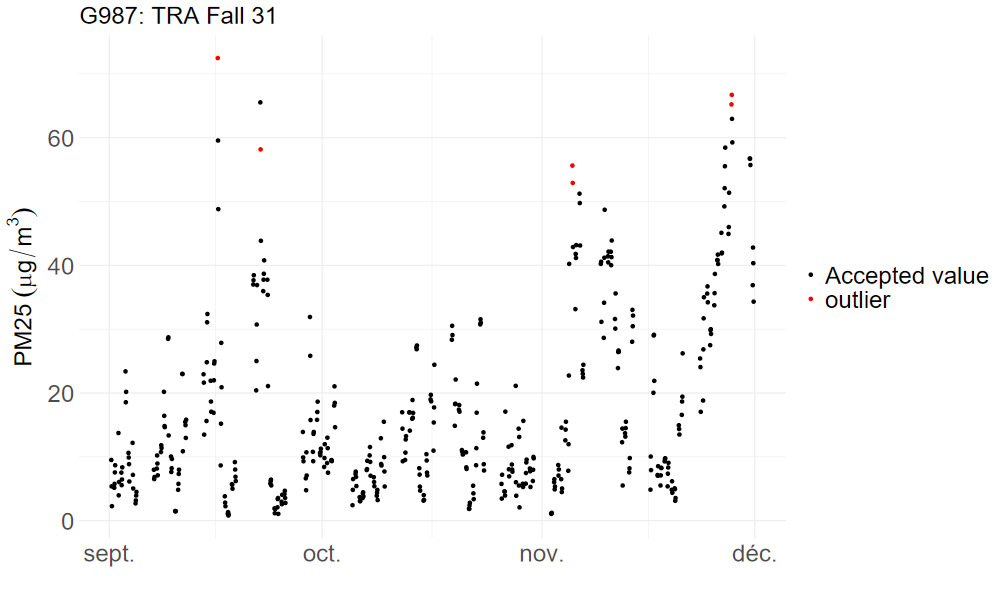 G987: TRA Fall 31
PM25 (μg/m³)
60
40
20
0
sept.
oct.
nov.
déc.
Accepted value
outlier